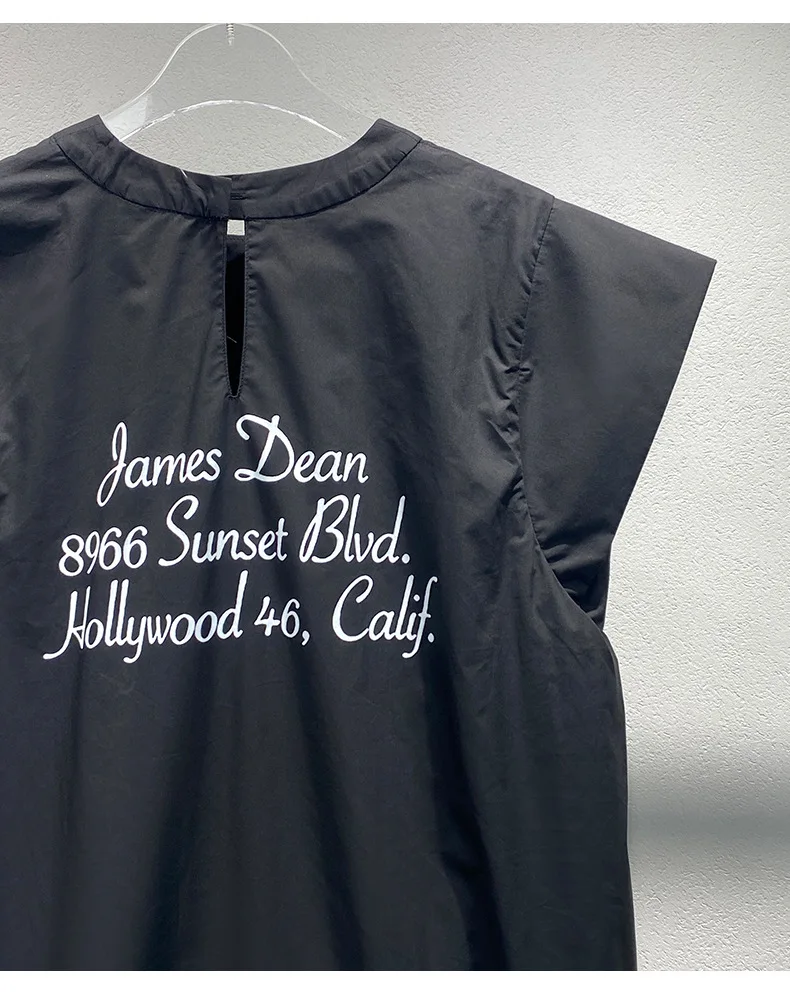 James Dean
8966 Sunset Blvd.
Hollywood 46, Calif.